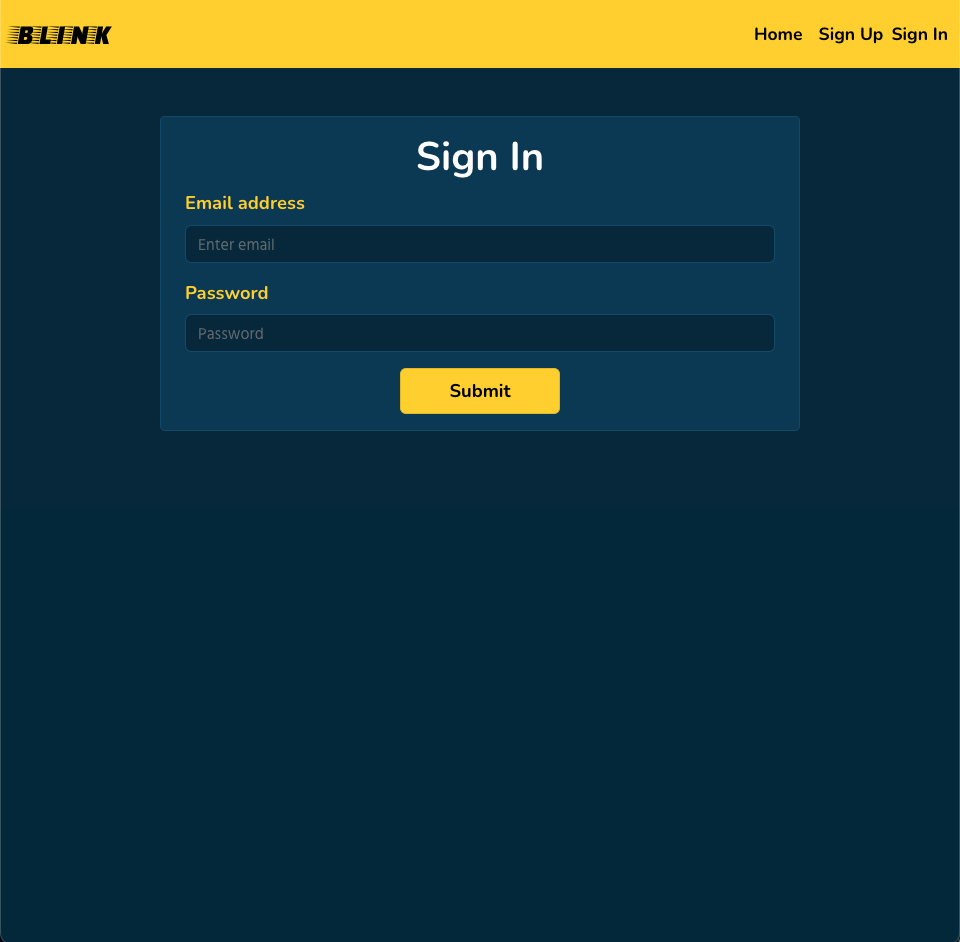 BLINK
Home Sign Up Sign In
Sign In
Email address
Enter email
Password
Password
Submit